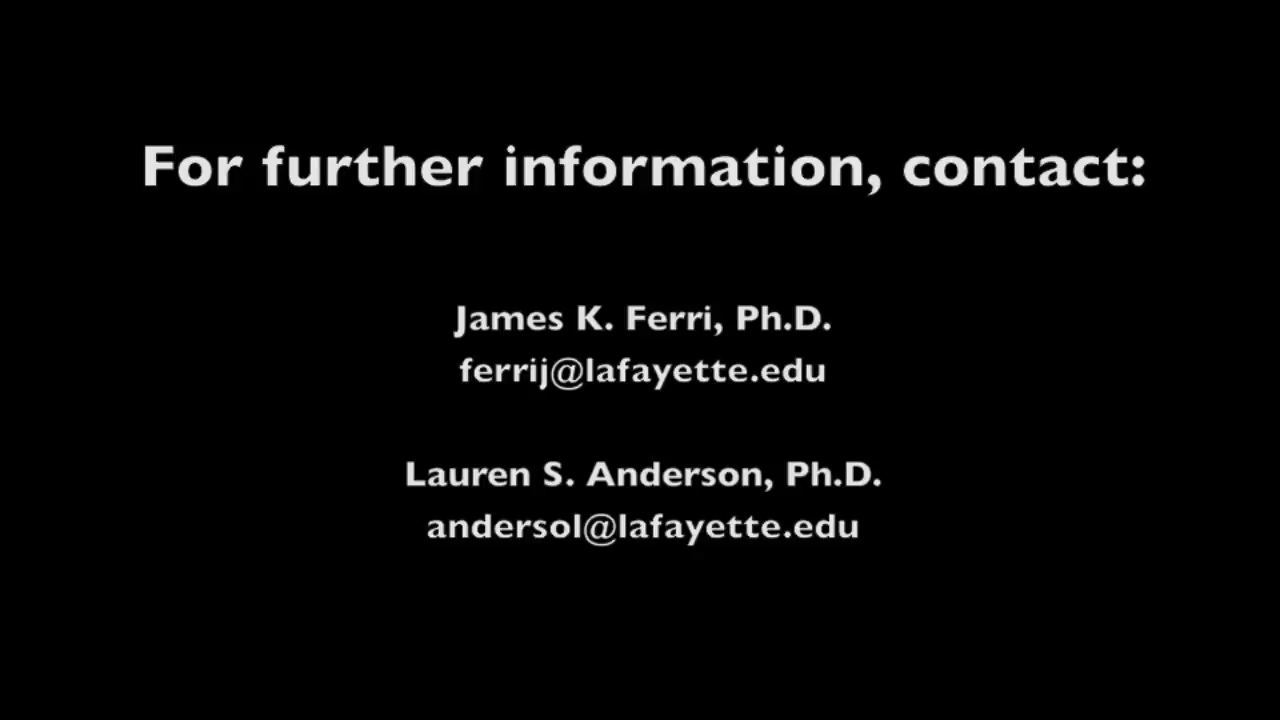 For further information, contact:
James K. Ferri, Ph.D.
ferrij@lafayette.edu
Lauren S. Anderson, Ph.D.
andersol@lafayette.edu